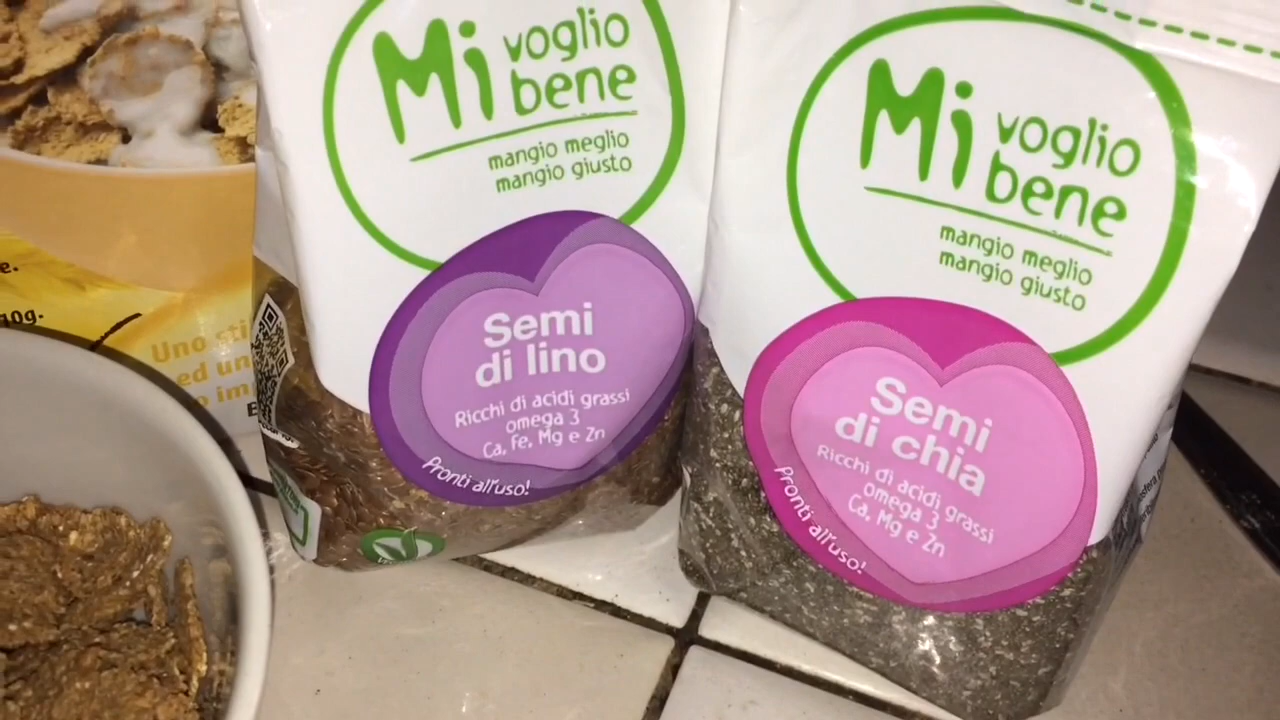 e.
10g.
Uno
ed un
o
Mi voglio
bene
mangio meglio
mangio giusto
Semi
di lino
Ricchi di acidi grassi
omega 3
Ca, Fe, Mg e Zn
Pronti all'uso!
Mi voglio
bene
mangio meglio
mangio giusto
Semi
di chia
Ricchi di acidi grassi
omega 3
Ca, Mg e Zn
Pronti all'uso!